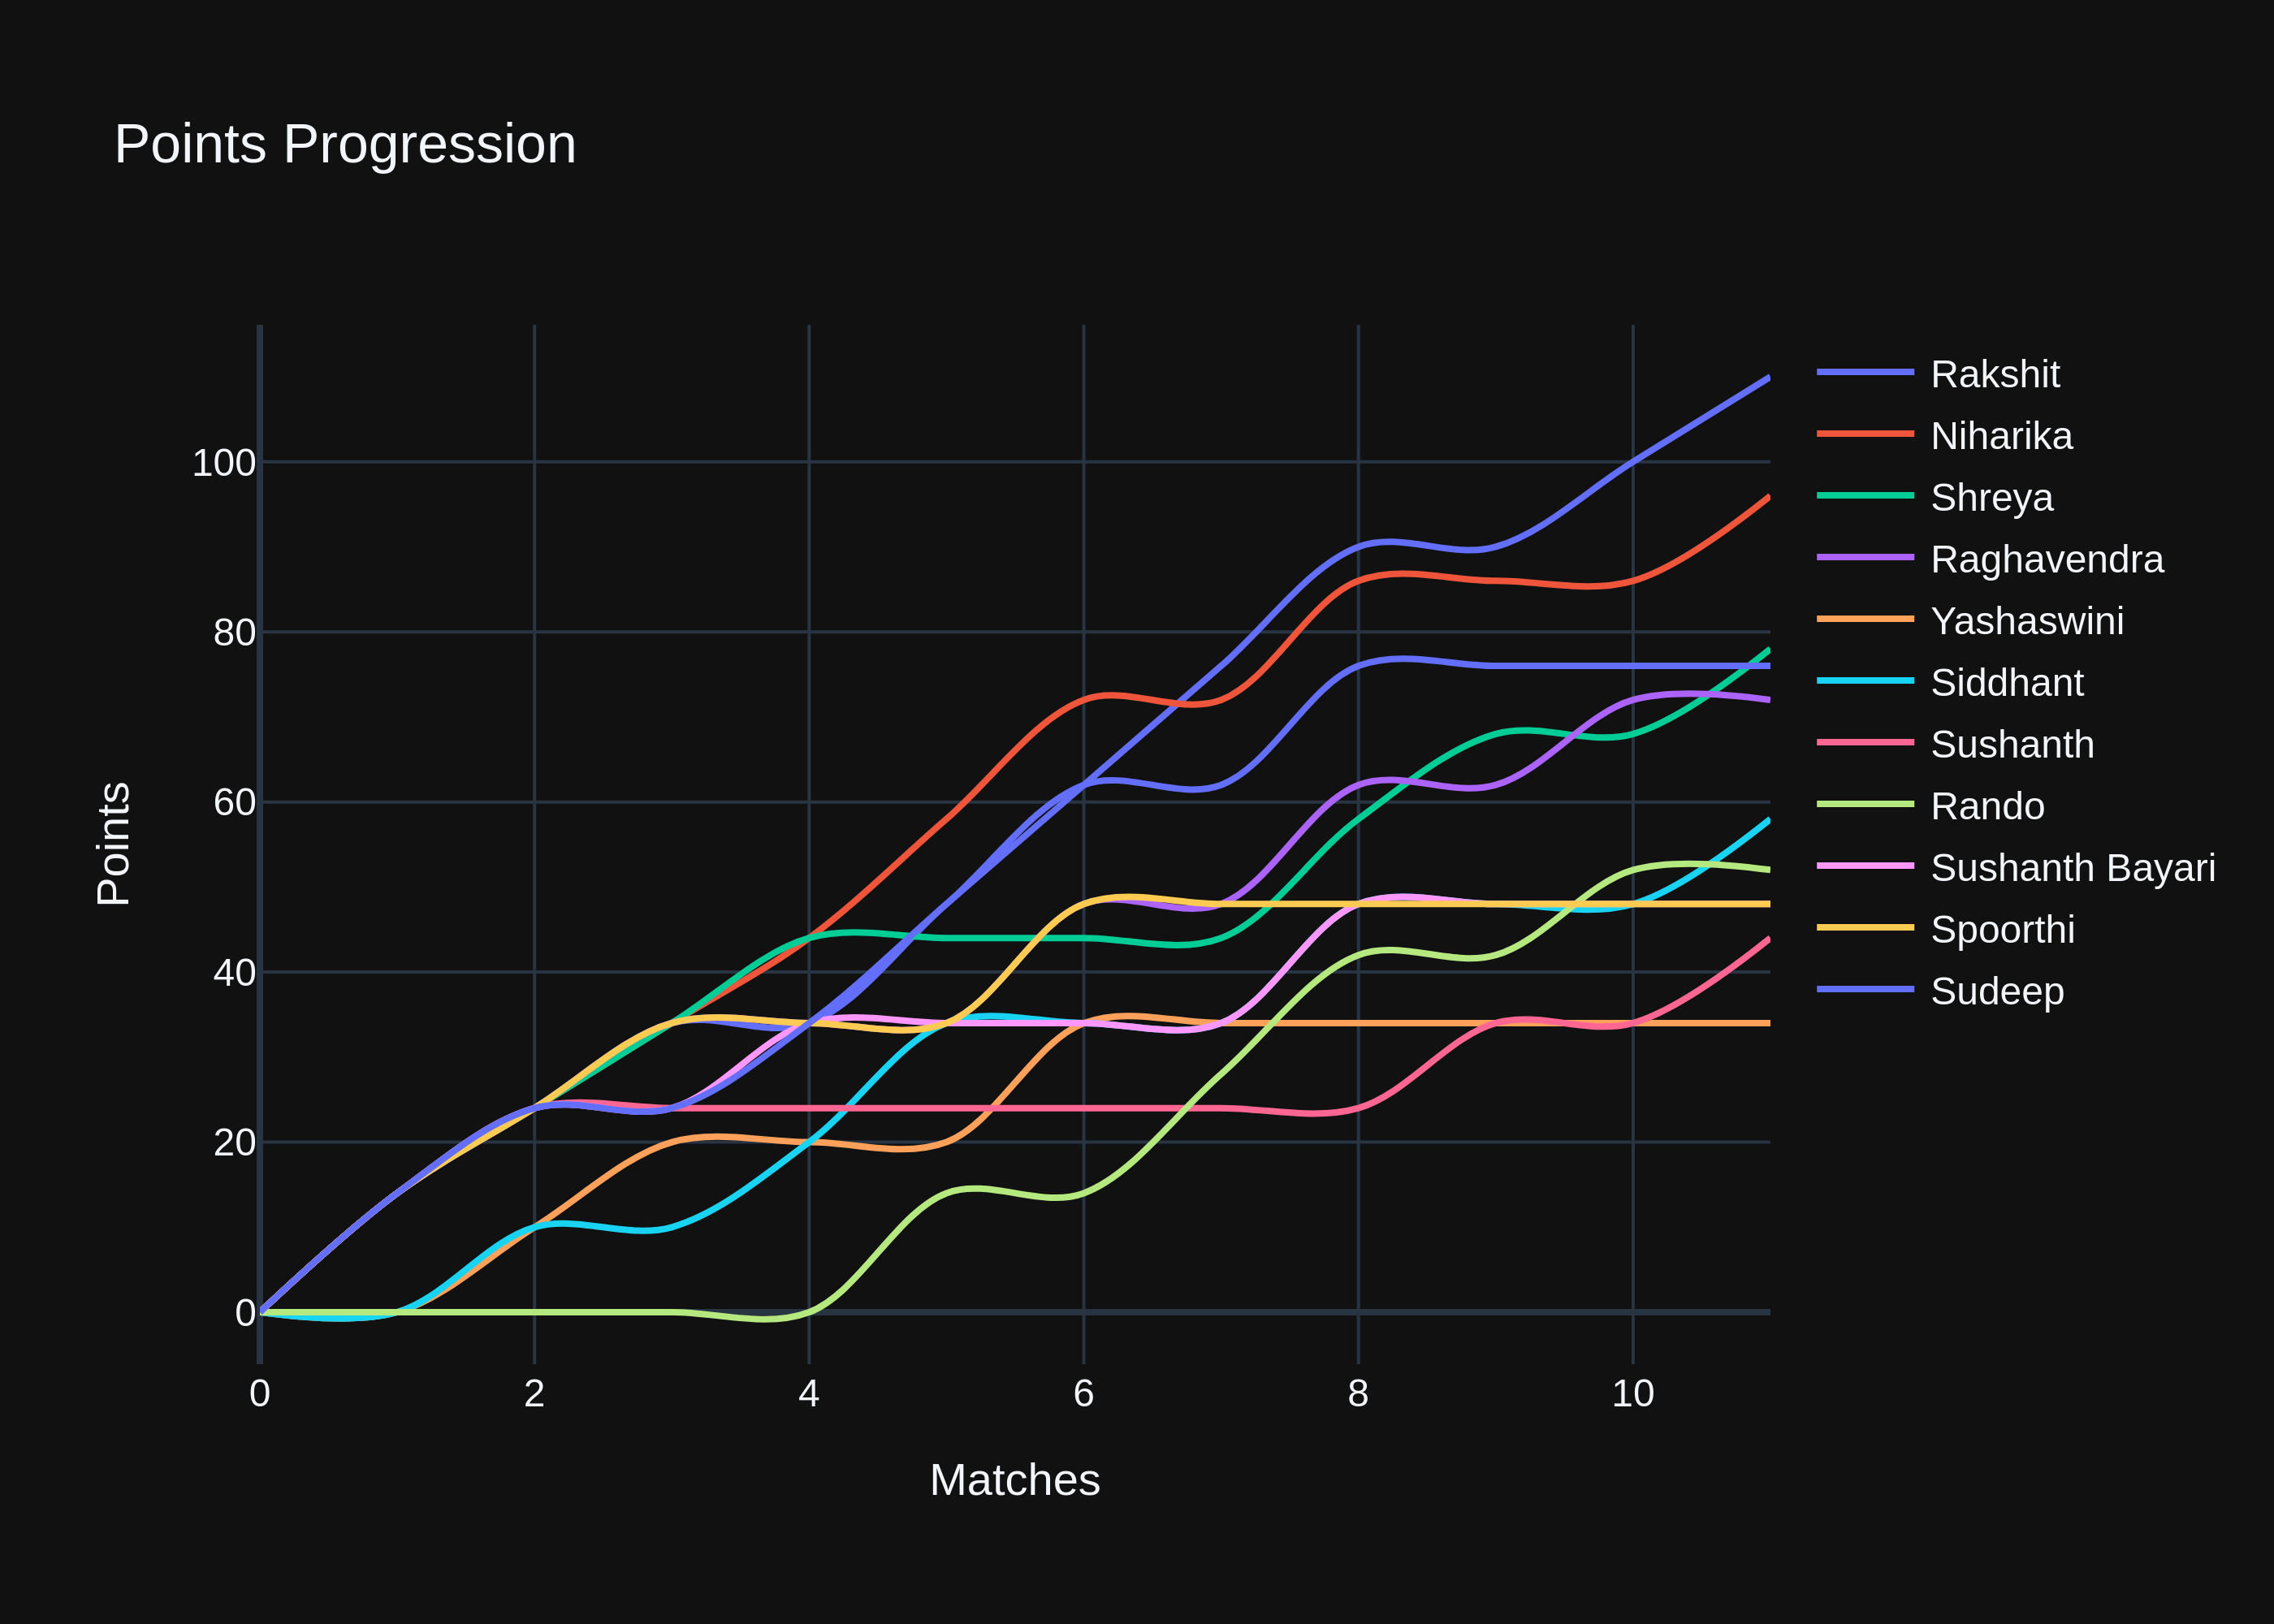 Points Progression
Points
100
80
60
40
20
0
0
2
4
6
8
10
Matches
Rakshit
Niharika
Shreya
Raghavendra
Yashaswini
Siddhant
Sushanth
Rando
Sushanth Bayari
Spoorthi
Sudeep